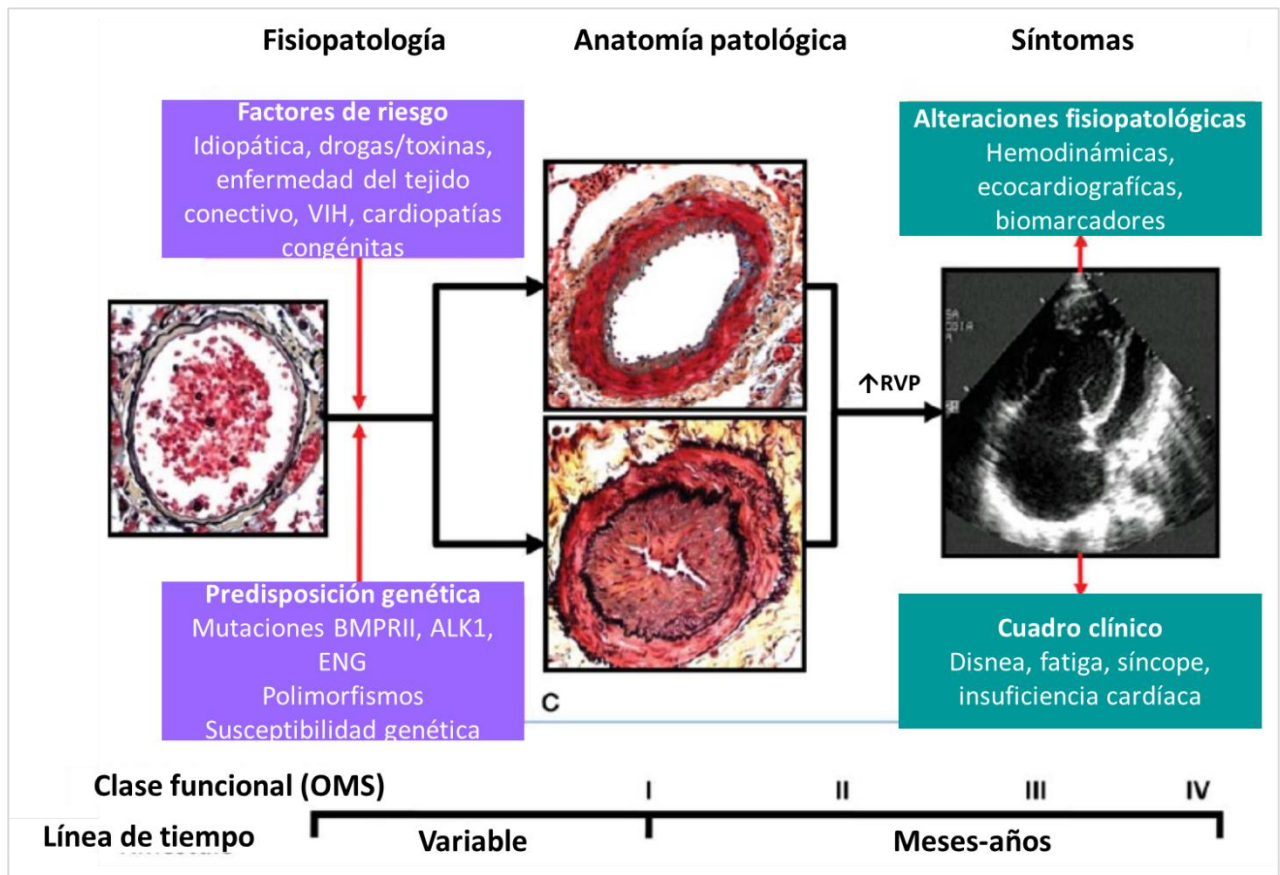 Fisiopatología
Anatomía patológica
Síntomas
Factores de riesgo
Idiopática, drogas/toxinas,
enfermedad del tejido
conectivo, VIH, cardiopatías
congénitas
Alteraciones fisiopatológicas
Hemodinámicas,
ecocardiografícas,
biomarcadores
↑RVP
Predisposición genética
Mutaciones BMPRII, ALK1,
ENG
Polimorfismos
Susceptibilidad genética
C
Cuadro clínico
Disnea, fatiga, síncope,
insuficiencia cardíaca
Clase funcional (OMS)
I II III IV
Línea de tiempo
Variable
Meses-años